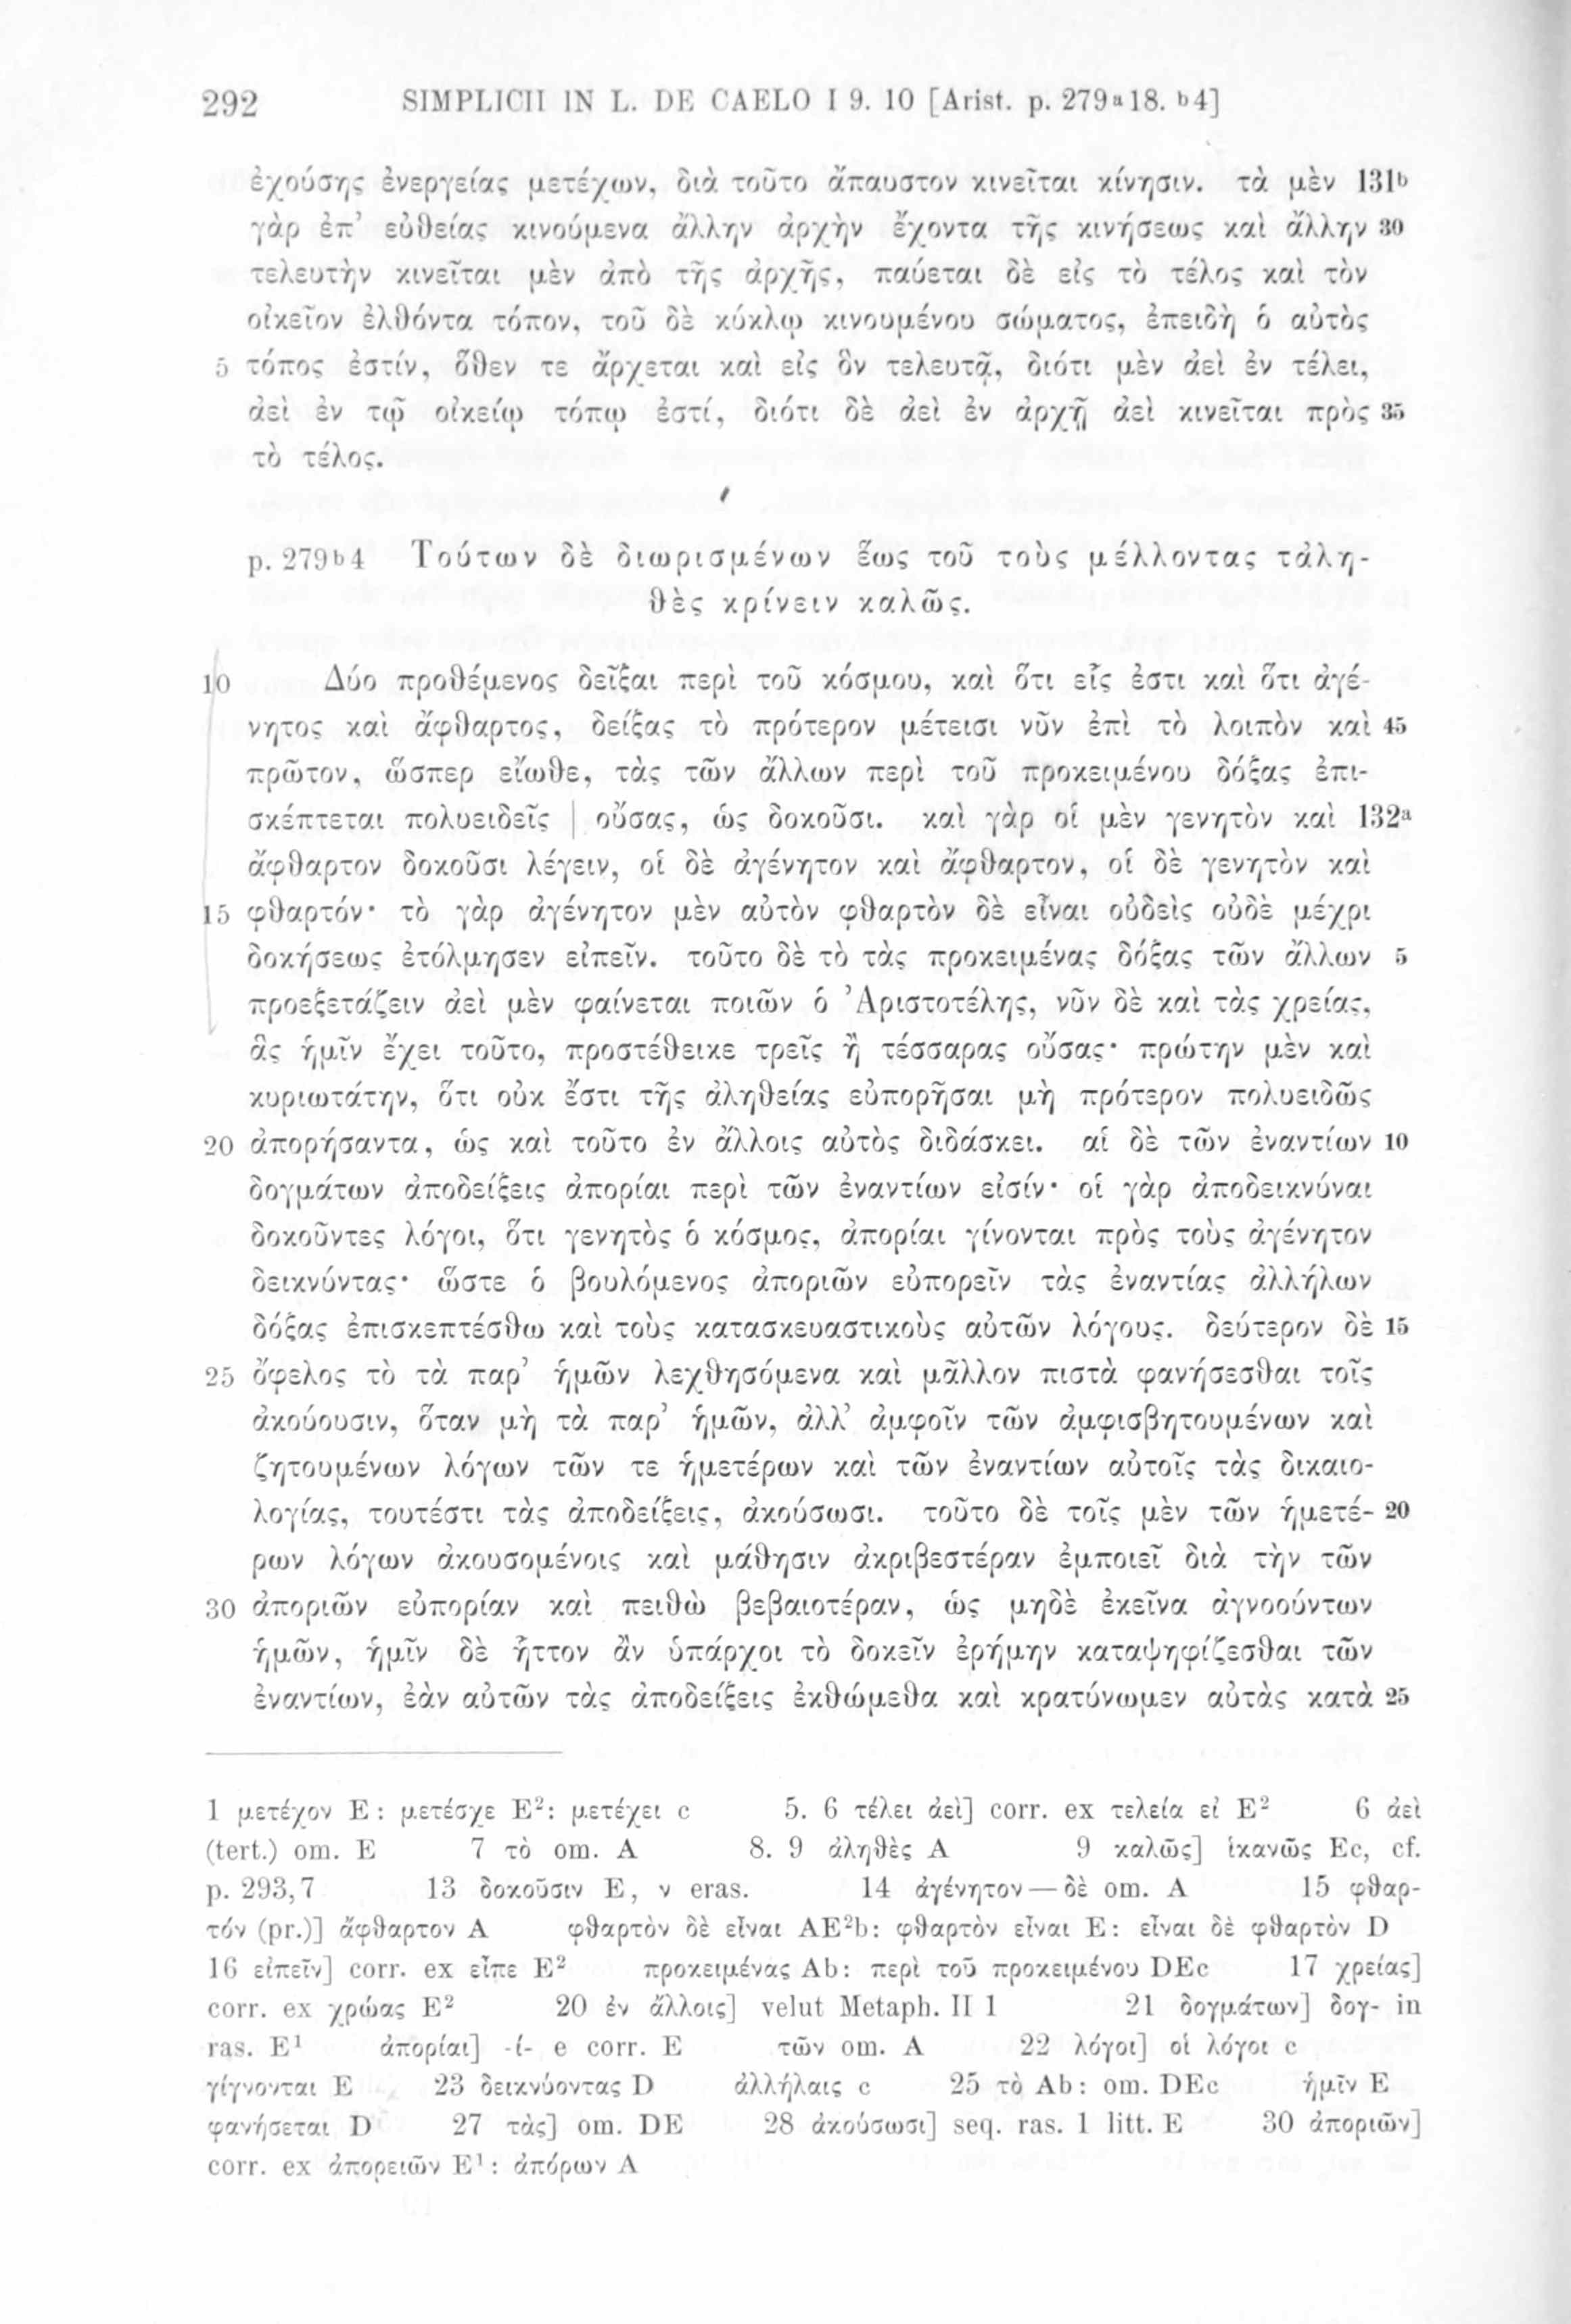 292 SIMPLICII IN L. DE CAELO I 9. 10 [Arist. p. 279ᵃ18. ᵇ4]
ἐχούσης ἐνεργείας μετέχων, διὰ τοῦτο ἄπαυστον κινεῖται κίνησιν. τὰ μὲν 131ᵇ
γὰρ ἐπ’ εὐθείας κινούμενα ἄλλην ἀρχὴν ἔχοντα τῆς κινήσεως καὶ ἄλλην 30
τελευτὴν κινεῖται μὲν ἀπὸ τῆς ἀρχῆς, παύεται δὲ εἰς τὸ τέλος καὶ τὸν
οἰκεῖον ἐλθόντα τόπον, τοῦ δὲ κύκλῳ κινουμένου σώματος, ἐπειδὴ ὁ αὐτὸς
5 τόπος ἐστίν, ὅθεν τε ἄρχεται καὶ εἰς ὃν τελευτᾷ, διότι μὲν ἀεὶ ἐν τέλει,
ἀεὶ ἐν τῷ οἰκείῳ τόπῳ ἐστί, διότι δὲ ἀεὶ ἐν ἀρχῇ ἀεὶ κινεῖται πρὸς 35
τὸ τέλος.
p. 279ᵇ4 Τούτων δὲ διωρισμένων ἕως τοῦ τοὺς μέλλοντας τἀλη-
θὲς κρίνειν καλῶς.
10 Δύο προθέμενος δεῖξαι περὶ τοῦ κόσμου, καὶ ὅτι εἷς ἐστι καὶ ὅτι ἀγέ-
νητος καὶ ἄφθαρτος, δείξας τὸ πρότερον μέτεισι νῦν ἐπὶ τὸ λοιπὸν καὶ 45
πρῶτον, ὥσπερ εἴωθε, τὰς τῶν ἄλλων περὶ τοῦ προκειμένου δόξας ἐπι-
σκέπτεται πολυειδεῖς | οὔσας, ὡς δοκοῦσι. καὶ γὰρ οἱ μὲν γενητὸν καὶ 132ᵃ
ἄφθαρτον δοκοῦσι λέγειν, οἱ δὲ ἀγένητον καὶ ἄφθαρτον, οἱ δὲ γενητὸν καὶ
15 φθαρτόν· τὸ γὰρ ἀγένητον μὲν αὐτὸν φθαρτὸν δὲ εἶναι οὐδεὶς οὐδὲ μέχρι
δοκήσεως ἐτόλμησεν εἰπεῖν. τοῦτο δὲ τὸ τὰς προκειμένας δόξας τῶν ἄλλων 5
προεξετάζειν ἀεὶ μὲν φαίνεται ποιῶν ὁ Ἀριστοτέλης, νῦν δὲ καὶ τὰς χρείας,
ἃς ἡμῖν ἔχει τοῦτο, προστέθεικε τρεῖς ἢ τέσσαρας οὔσας· πρώτην μὲν καὶ
κυριωτάτην, ὅτι οὐκ ἔστι τῆς ἀληθείας εὐπορῆσαι μὴ πρότερον πολυειδῶς
20 ἀπορήσαντα, ὡς καὶ τοῦτο ἐν ἄλλοις αὐτὸς διδάσκει. αἱ δὲ τῶν ἐναντίων 10
δογμάτων ἀποδείξεις ἀπορίαι περὶ τῶν ἐναντίων εἰσίν· οἱ γὰρ ἀποδεικνύναι
δοκοῦντες λόγοι, ὅτι γενητὸς ὁ κόσμος, ἀπορίαι γίνονται πρὸς τοὺς ἀγένητον
δεικνύντας· ὥστε ὁ βουλόμενος ἀποριῶν εὐπορεῖν τὰς ἐναντίας ἀλλήλων
δόξας ἐπισκεπτέσθω καὶ τοὺς κατασκευαστικοὺς αὐτῶν λόγους. δεύτερον δὲ 15
25 ὄφελος τὸ τὰ παρ’ ἡμῶν λεχθησόμενα καὶ μᾶλλον πιστὰ φανήσεσθαι τοῖς
ἀκούουσιν, ὅταν μὴ τὰ παρ’ ἡμῶν, ἀλλ’ ἀμφοῖν τῶν ἀμφισβητουμένων καὶ
ζητουμένων λόγων τῶν τε ἡμετέρων καὶ τῶν ἐναντίων αὐτοῖς τὰς δικαιο-
λογίας, τουτέστι τὰς ἀποδείξεις, ἀκούσωσι. τοῦτο δὲ τοῖς μὲν τῶν ἡμετέ- 20
ρων λόγων ἀκουσομένοις καὶ μάθησιν ἀκριβεστέραν ἐμποιεῖ διὰ τὴν τῶν
30 ἀποριῶν εὐπορίαν καὶ πειθὼ βεβαιοτέραν, ὡς μηδὲ ἐκεῖνα ἀγνοούντων
ἡμῶν, ἡμῖν δὲ ἧττον ἂν ὑπάρχοι τὸ δοκεῖν ἐρήμην καταψηφίζεσθαι τῶν
ἐναντίων, ἐὰν αὐτῶν τὰς ἀποδείξεις ἐκθώμεθα καὶ κρατύνωμεν αὐτὰς κατὰ 25
1 μετέχον E: μετέσχε E²: μετέχει c 5. 6 τέλει ἀεὶ] corr. ex τελεία εἰ E² 6 ἀεὶ
(tert.) om. E 7 τὸ om. A 8. 9 ἀληθὲς A 9 καλῶς] ἱκανῶς Ec, cf.
p. 293,7 13 δοκοῦσιν E, ν eras. 14 ἀγένητον — δὲ om. A 15 φθαρ-
τόν (pr.)] ἄφθαρτον A φθαρτὸν δὲ εἶναι AE²b: φθαρτὸν εἶναι E: εἶναι δὲ φθαρτὸν D
16 εἰπεῖν] corr. ex εἶπε E² προκειμένας Ab: περὶ τοῦ προκειμένου DEc 17 χρείας]
corr. ex χρώας E² 20 ἐν ἄλλοις] velut Metaph. II 1 21 δογμάτων] δογ- in
ras. E¹ ἀπορίαι] -ί- e corr. E τῶν om. A 22 λόγοι] οἱ λόγοι c
γίγνονται E 23 δεικνύοντας D ἀλλήλαις c 25 τὸ Ab: om. DEc ἡμῖν E
φανήσεται D 27 τὰς] om. DE 28 ἀκούσωσι] seq. ras. 1 litt. E 30 ἀποριῶν]
corr. ex ἀπορειῶν E¹: ἀπόρων A